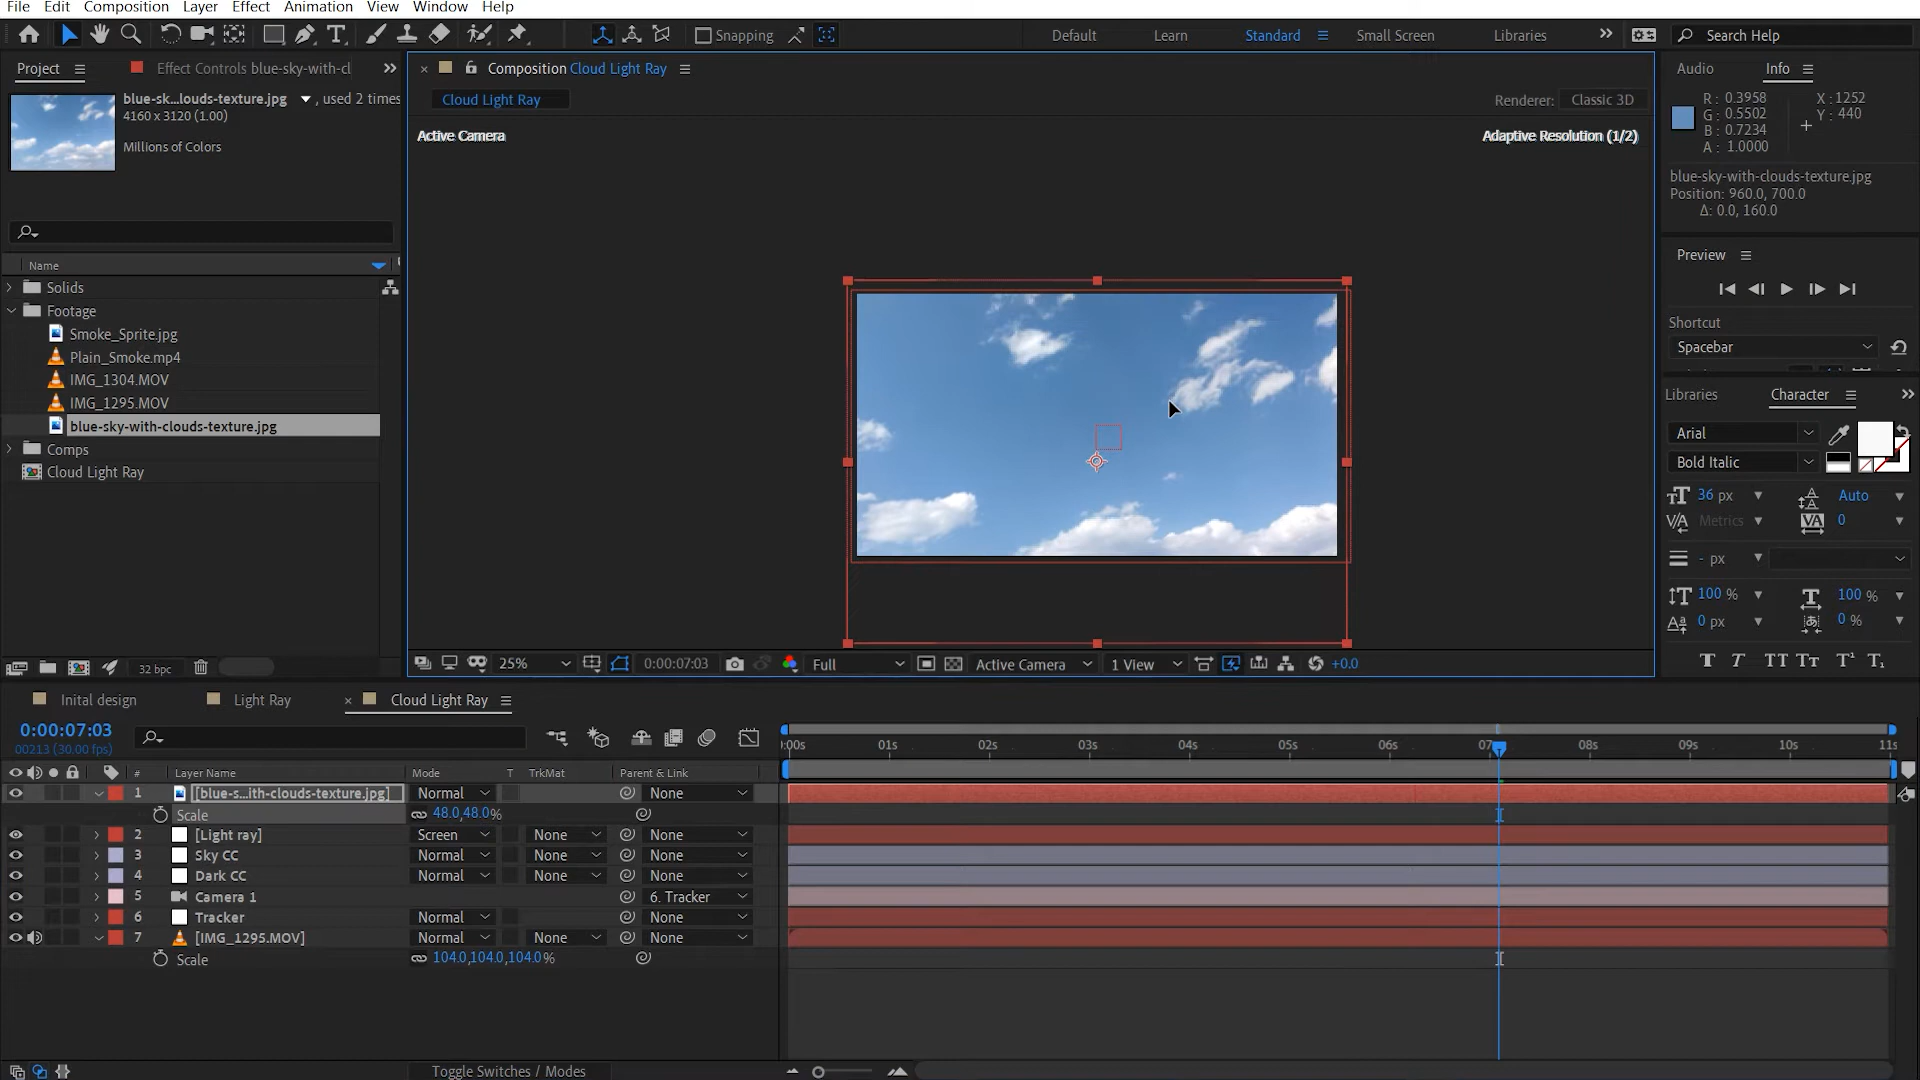 File Edit Composition Layer Effect Animation View Window Help
Snapping
Default Learn Standard Small Screen Libraries
Search Help
Project
Effect Controls blue-sky-with-cl
blue-sk...louds-texture.jpg , used 2 times
4160 x 3120 (1.00)
Millions of Colors
Name
Solids
Footage
Smoke_Sprite.jpg
Plain_Smoke.mp4
IMG_1304.MOV
IMG_1295.MOV
blue-sky-with-clouds-texture.jpg
Comps
Cloud Light Ray
32 bpc
Composition Cloud Light Ray
Cloud Light Ray
Renderer: Classic 3D
Active Camera
Adaptive Resolution (1/2)
25%
0:00:07:03
Full
Active Camera
1 View
+0.0
Audio Info
R: 0.3958
G: 0.5502
B: 0.7234
A: 1.0000
X: 1252
Y: 440
blue-sky-with-clouds-texture.jpg
Position: 960.0, 700.0
Δ: 0.0, 160.0
Preview
Shortcut
Spacebar
Libraries Character
Arial
Bold Italic
36 px
Auto
Metrics
0
- px
100 %
100 %
0 px
0 %
Inital design
Light Ray
Cloud Light Ray
0:00:07:03
00213 (30.00 fps)
:00s 01s 02s 03s 04s 05s 06s 07 08s 09s 10s 11s
# Layer Name Mode T TrkMat Parent & Link
1 [blue-s...ith-clouds-texture.jpg] Normal None
Scale 48.0,48.0%
2 [Light ray] Screen None None
3 Sky CC Normal None None
4 Dark CC Normal None None
5 Camera 1 6. Tracker
6 Tracker Normal None None
7 [IMG_1295.MOV] Normal None None
Scale 104.0,104.0,104.0%
Toggle Switches / Modes